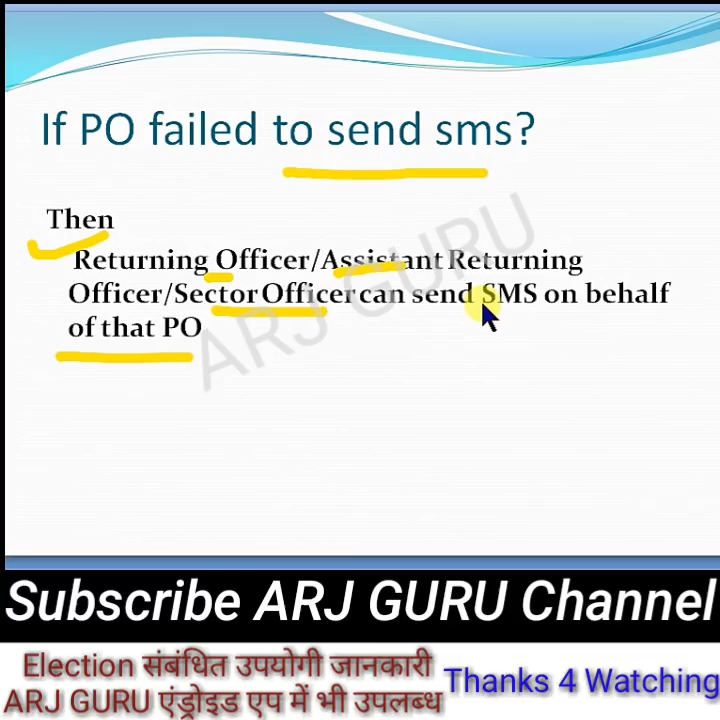 If PO failed to send sms?
Then
Returning Officer/Assistant Returning
Officer/Sector Officer can send SMS on behalf
of that PO
ARJ GURU
Subscribe ARJ GURU Channel
Election संबंधित उपयोगी जानकारी
ARJ GURU एंड्रोइड एप में भी उपलब्ध
Thanks 4 Watching